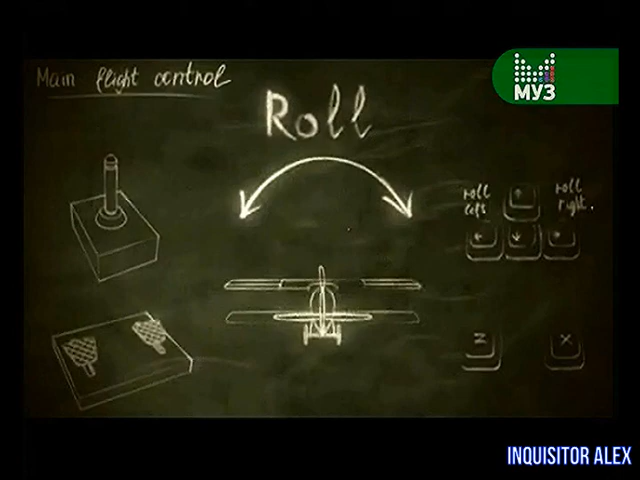 Main flight control
МУЗ
Roll
roll left
roll right.
↑
← ↓ →
Z X
INQUISITOR ALEX